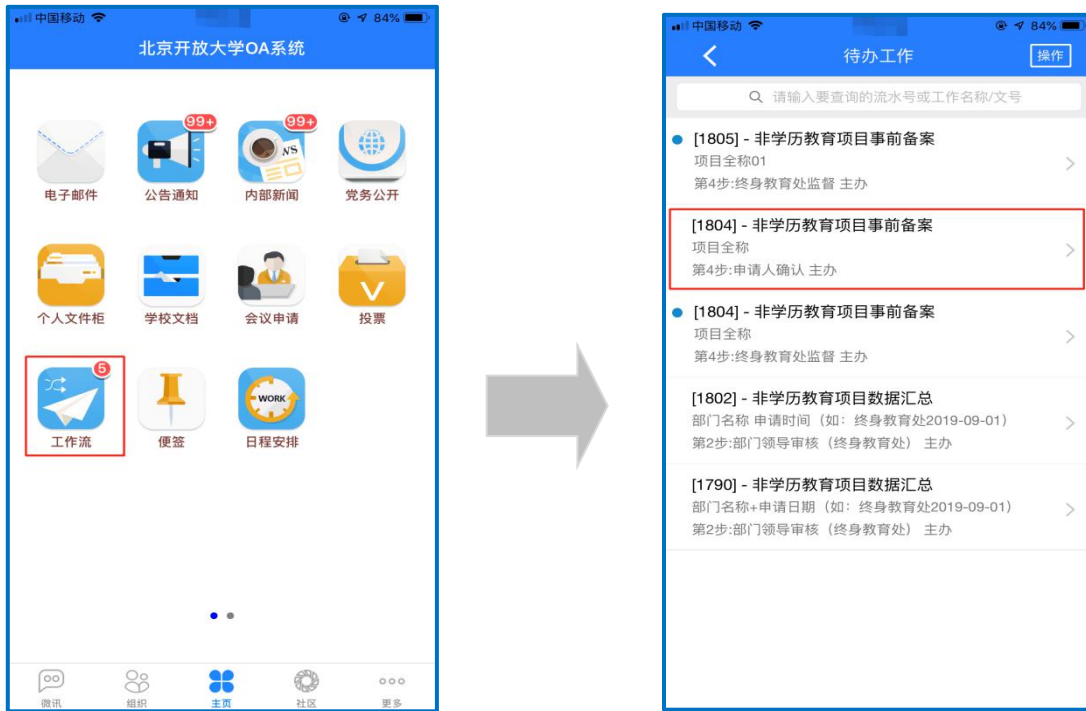 中国移动
84%
北京开放大学OA系统
99+
99+
NS
电子邮件
公告通知
内部新闻
党务公开
个人文件柜
学校文档
会议申请
投票
5
WORK
工作流
便签
日程安排
微讯
组织
主页
社区
更多
中国移动
84%
待办工作
操作
请输入要查询的流水号或工作名称/文号
[1805] - 非学历教育项目事前备案
项目全称01
第4步:终身教育处监督 主办
[1804] - 非学历教育项目事前备案
项目全称
第4步:申请人确认 主办
[1804] - 非学历教育项目事前备案
项目全称
第4步:终身教育处监督 主办
[1802] - 非学历教育项目数据汇总
部门名称 申请时间（如：终身教育处2019-09-01）
第2步:部门领导审核（终身教育处） 主办
[1790] - 非学历教育项目数据汇总
部门名称+申请日期（如：终身教育处2019-09-01）
第2步:部门领导审核（终身教育处） 主办